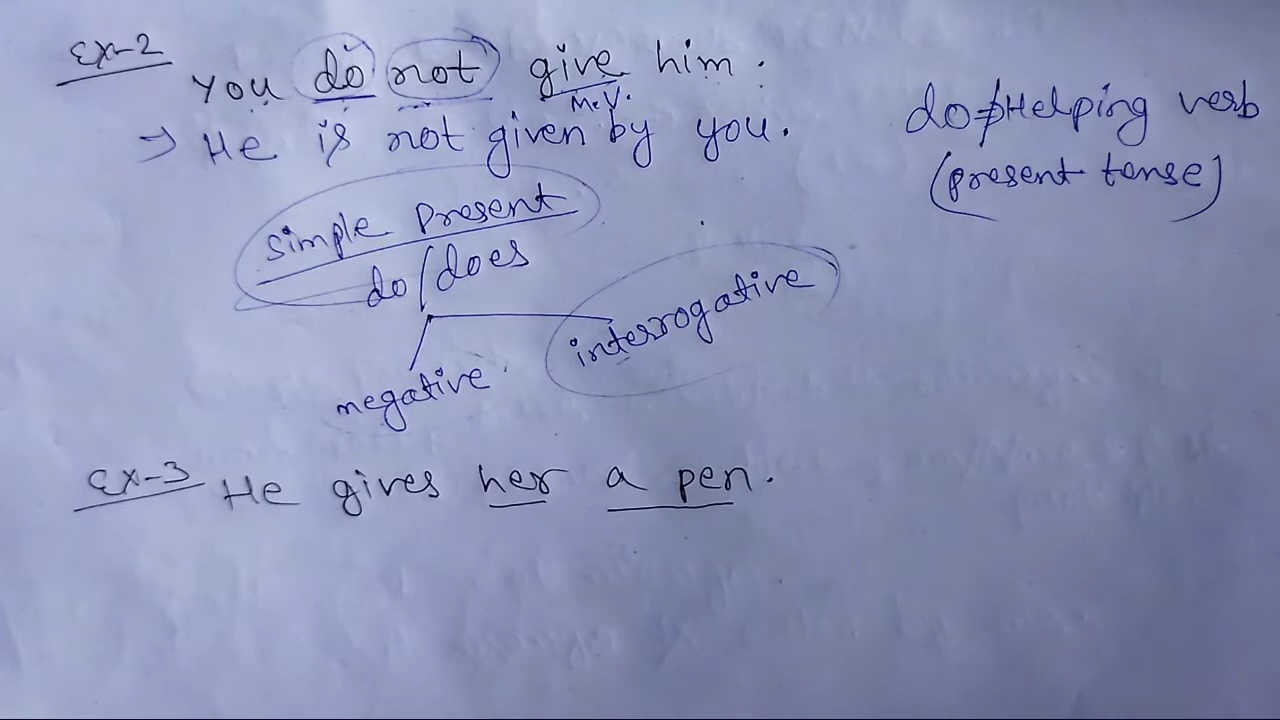 Ex-2
You do not give him.
M.V.
→ He is not given by you.
do⇒Helping verb
(present tense)
Simple Present
do/does
negative
interrogative
Ex-3 He gives her a pen.